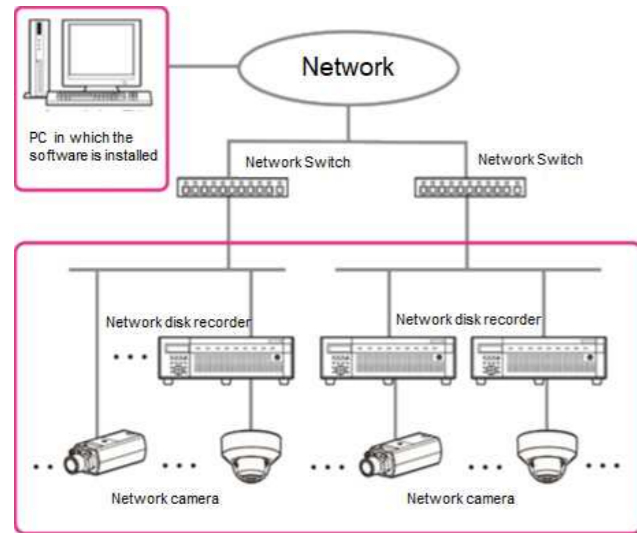 Network
PC in which the
software is installed
Network Switch
Network Switch
Network disk recorder
Network disk recorder
Network camera
Network camera